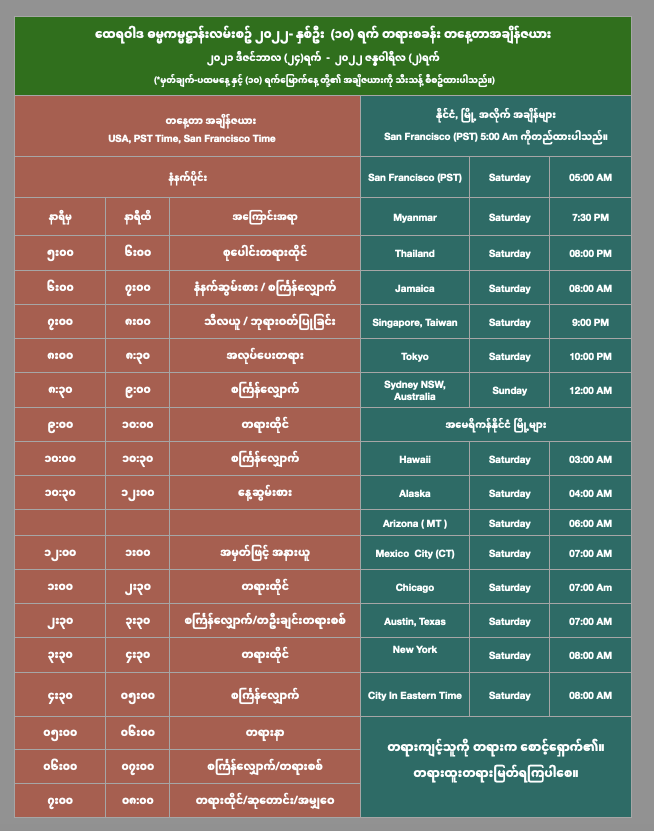 ထေရဝါဒ ဓမ္မကမ္မဋ္ဌာန်းလမ်းစဉ် ၂၀၂၂- နှစ်ဦး (၁၀) ရက် တရားစခန်း တနေ့တာအချိန်ဇယား
၂၀၂၁ ဒီဇင်ဘာလ (၂၄)ရက် - ၂၀၂၂ ဇန္နဝါရီလ (၂)ရက်
(*မှတ်ချက်-ပထမနေ့ နှင့် (၁၀) ရက်မြောက်နေ့ တို့၏ အချိန်ဇယားကို သီးသန့် စီစဉ်ထားပါသည်။)
တနေ့တာ အချိန်ဇယား
USA, PST Time, San Francisco Time
နိုင်ငံ, မြို့ အလိုက် အချိန်များ
San Francisco (PST) 5:00 Am ကိုတည်ထားပါသည်။
နံနက်ပိုင်း San Francisco (PST) Saturday 05:00 AM
နာရီမှ နာရီထိ အကြောင်းအရာ Myanmar Saturday 7:30 PM
၅း၀၀ ၆း၀၀ စုပေါင်းတရားထိုင် Thailand Saturday 08:00 PM
၆း၀၀ ၇း၀၀ နံနက်ဆွမ်းစား / စင်္ကြန်လျှောက် Jamaica Saturday 08:00 AM
၇း၀၀ ၈း၀၀ သီလယူ / ဘုရားဝတ်ပြုခြင်း Singapore, Taiwan Saturday 9:00 PM
၈း၀၀ ၈း၃၀ အလုပ်ပေးတရား Tokyo Saturday 10:00 PM
၈း၃၀ ၉း၀၀ စင်္ကြန်လျှောက် Sydney NSW, Australia Sunday 12:00 AM
၉း၀၀ ၁၀း၀၀ တရားထိုင် အမေရိကန်နိုင်ငံ မြို့များ
၁၀း၀၀ ၁၀း၃၀ စင်္ကြန်လျှောက် Hawaii Saturday 03:00 AM
၁၀း၃၀ ၁၂း၀၀ နေ့ဆွမ်းစား Alaska Saturday 04:00 AM
Arizona ( MT ) Saturday 06:00 AM
၁၂း၀၀ ၁း၀၀ အမှတ်ဖြင့် အနားယူ Mexico City (CT) Saturday 07:00 AM
၁း၀၀ ၂း၃၀ တရားထိုင် Chicago Saturday 07:00 Am
၂း၃၀ ၃း၃၀ စင်္ကြန်လျှောက်/တဦးချင်းတရားစစ် Austin, Texas Saturday 07:00 AM
၃း၃၀ ၄း၃၀ တရားထိုင် New York Saturday 08:00 AM
၄း၃၀ ၀၅း၀၀ စင်္ကြန်လျှောက် City In Eastern Time Saturday 08:00 AM
၀၅း၀၀ ၀၆း၀၀ တရားနာ
၀၆း၀၀ ၀၇း၀၀ စင်္ကြန်လျှောက်/တရားစစ်
၇း၀၀ ၀၈း၀၀ တရားထိုင်/ဆုတောင်း/အမျှဝေ
တရားကျင့်သူကို တရားက စောင့်ရှောက်၏။
တရားထူးတရားမြတ်ရကြပါစေ။